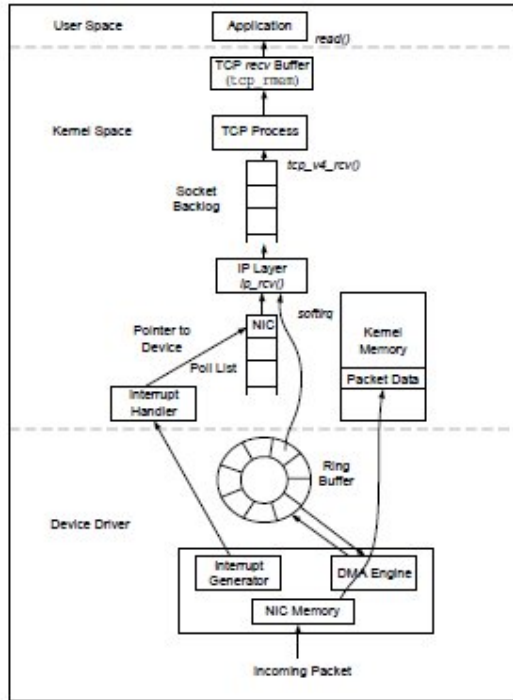 User Space
Application
read()
TCP recv Buffer
(tcp_rmem)
Kernel Space
TCP Process
tcp_v4_rcv()
Socket
Backlog
IP Layer
ip_rcv()
softirq
Pointer to
Device
NIC
Poll List
Kernel
Memory
Packet Data
Interrupt
Handler
Ring
Buffer
Device Driver
Interrupt
Generator
DMA Engine
NIC Memory
Incoming Packet